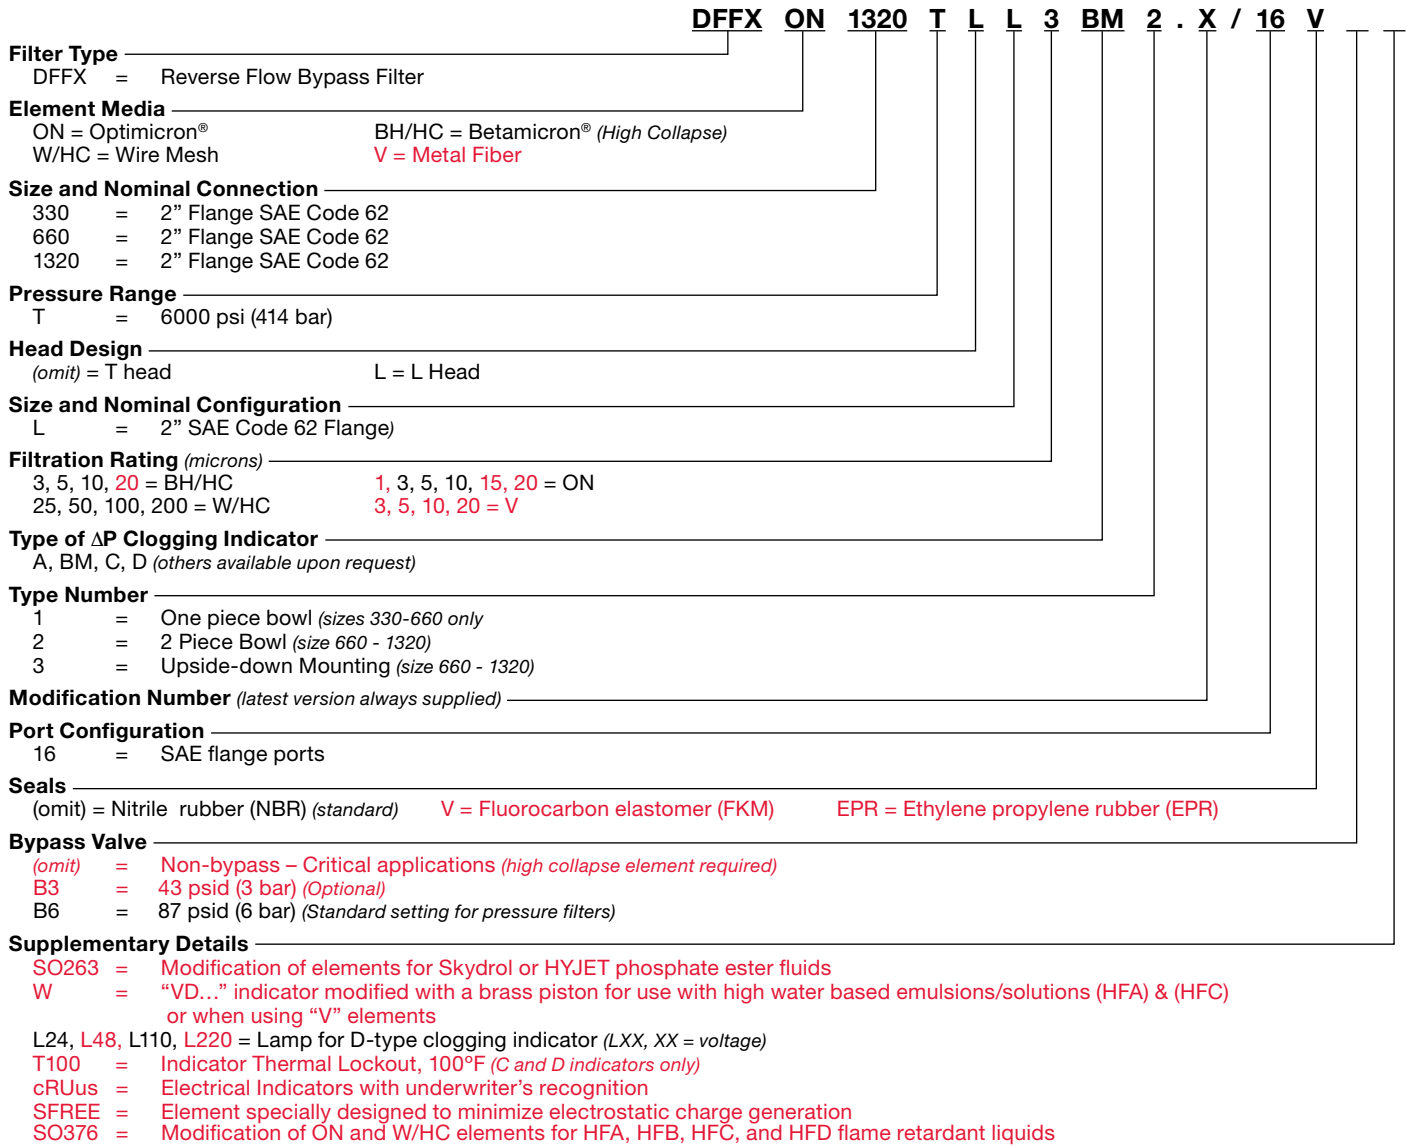 DFFX ON 1320 T L L 3 BM 2 . X / 16 V
Filter Type
DFFX = Reverse Flow Bypass Filter
Element Media
ON = Optimicron® BH/HC = Betamicron® (High Collapse)
W/HC = Wire Mesh V = Metal Fiber
Size and Nominal Connection
330 = 2” Flange SAE Code 62
660 = 2” Flange SAE Code 62
1320 = 2” Flange SAE Code 62
Pressure Range
T = 6000 psi (414 bar)
Head Design
(omit) = T head L = L Head
Size and Nominal Configuration
L = 2” SAE Code 62 Flange)
Filtration Rating (microns)
3, 5, 10, 20 = BH/HC 1, 3, 5, 10, 15, 20 = ON
25, 50, 100, 200 = W/HC 3, 5, 10, 20 = V
Type of ΔP Clogging Indicator
A, BM, C, D (others available upon request)
Type Number
1 = One piece bowl (sizes 330-660 only
2 = 2 Piece Bowl (size 660 - 1320)
3 = Upside-down Mounting (size 660 - 1320)
Modification Number (latest version always supplied)
Port Configuration
16 = SAE flange ports
Seals
(omit) = Nitrile rubber (NBR) (standard) V = Fluorocarbon elastomer (FKM) EPR = Ethylene propylene rubber (EPR)
Bypass Valve
(omit) = Non-bypass – Critical applications (high collapse element required)
B3 = 43 psid (3 bar) (Optional)
B6 = 87 psid (6 bar) (Standard setting for pressure filters)
Supplementary Details
SO263 = Modification of elements for Skydrol or HYJET phosphate ester fluids
W = “VD…” indicator modified with a brass piston for use with high water based emulsions/solutions (HFA) & (HFC)
or when using “V” elements
L24, L48, L110, L220 = Lamp for D-type clogging indicator (LXX, XX = voltage)
T100 = Indicator Thermal Lockout, 100ºF (C and D indicators only)
cRUus = Electrical Indicators with underwriter’s recognition
SFREE = Element specially designed to minimize electrostatic charge generation
SO376 = Modification of ON and W/HC elements for HFA, HFB, HFC, and HFD flame retardant liquids